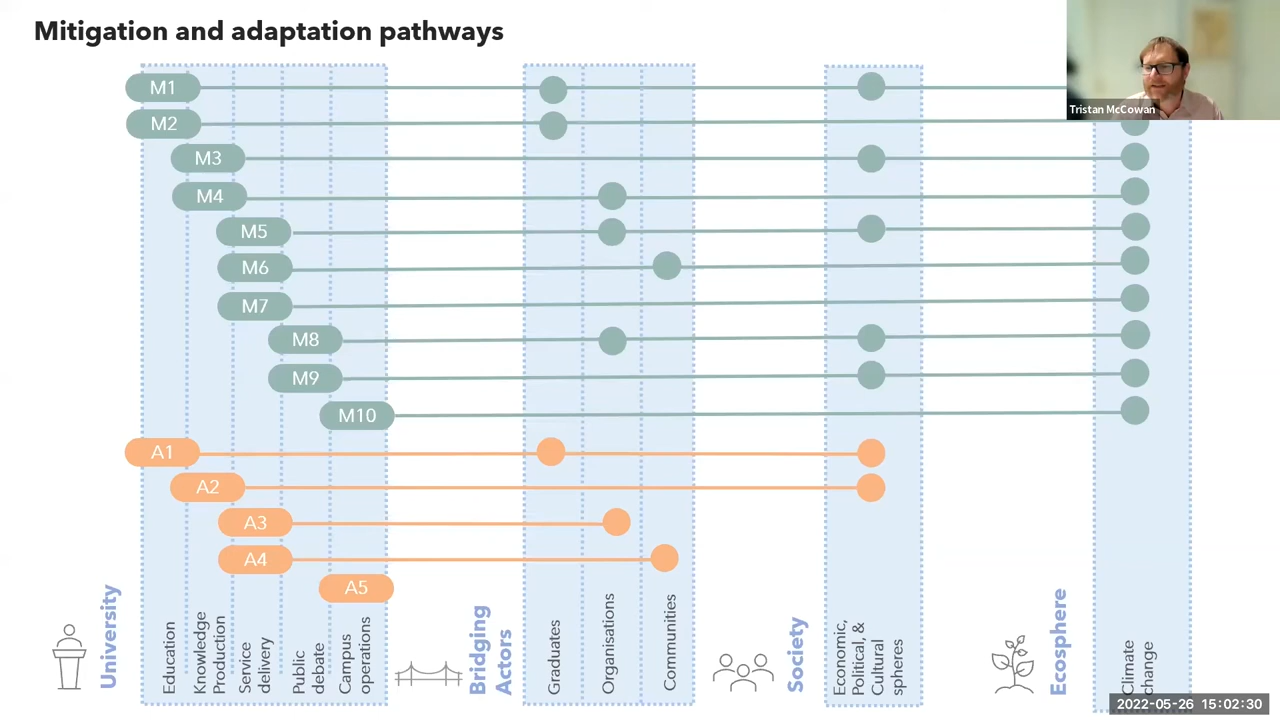 Mitigation and adaptation pathways
Tristan McCowan
M1
M2
M3
M4
M5
M6
M7
M8
M9
M10
A1
A2
A3
A4
A5
University
Education
Knowledge
Production
Service
delivery
Public
debate
Campus
operations
Bridging
Actors
Graduates
Organisations
Communities
Society
Economic,
Political, &
Cultural
spheres
Ecosphere
Climate
change
2022-05-26 15:02:30